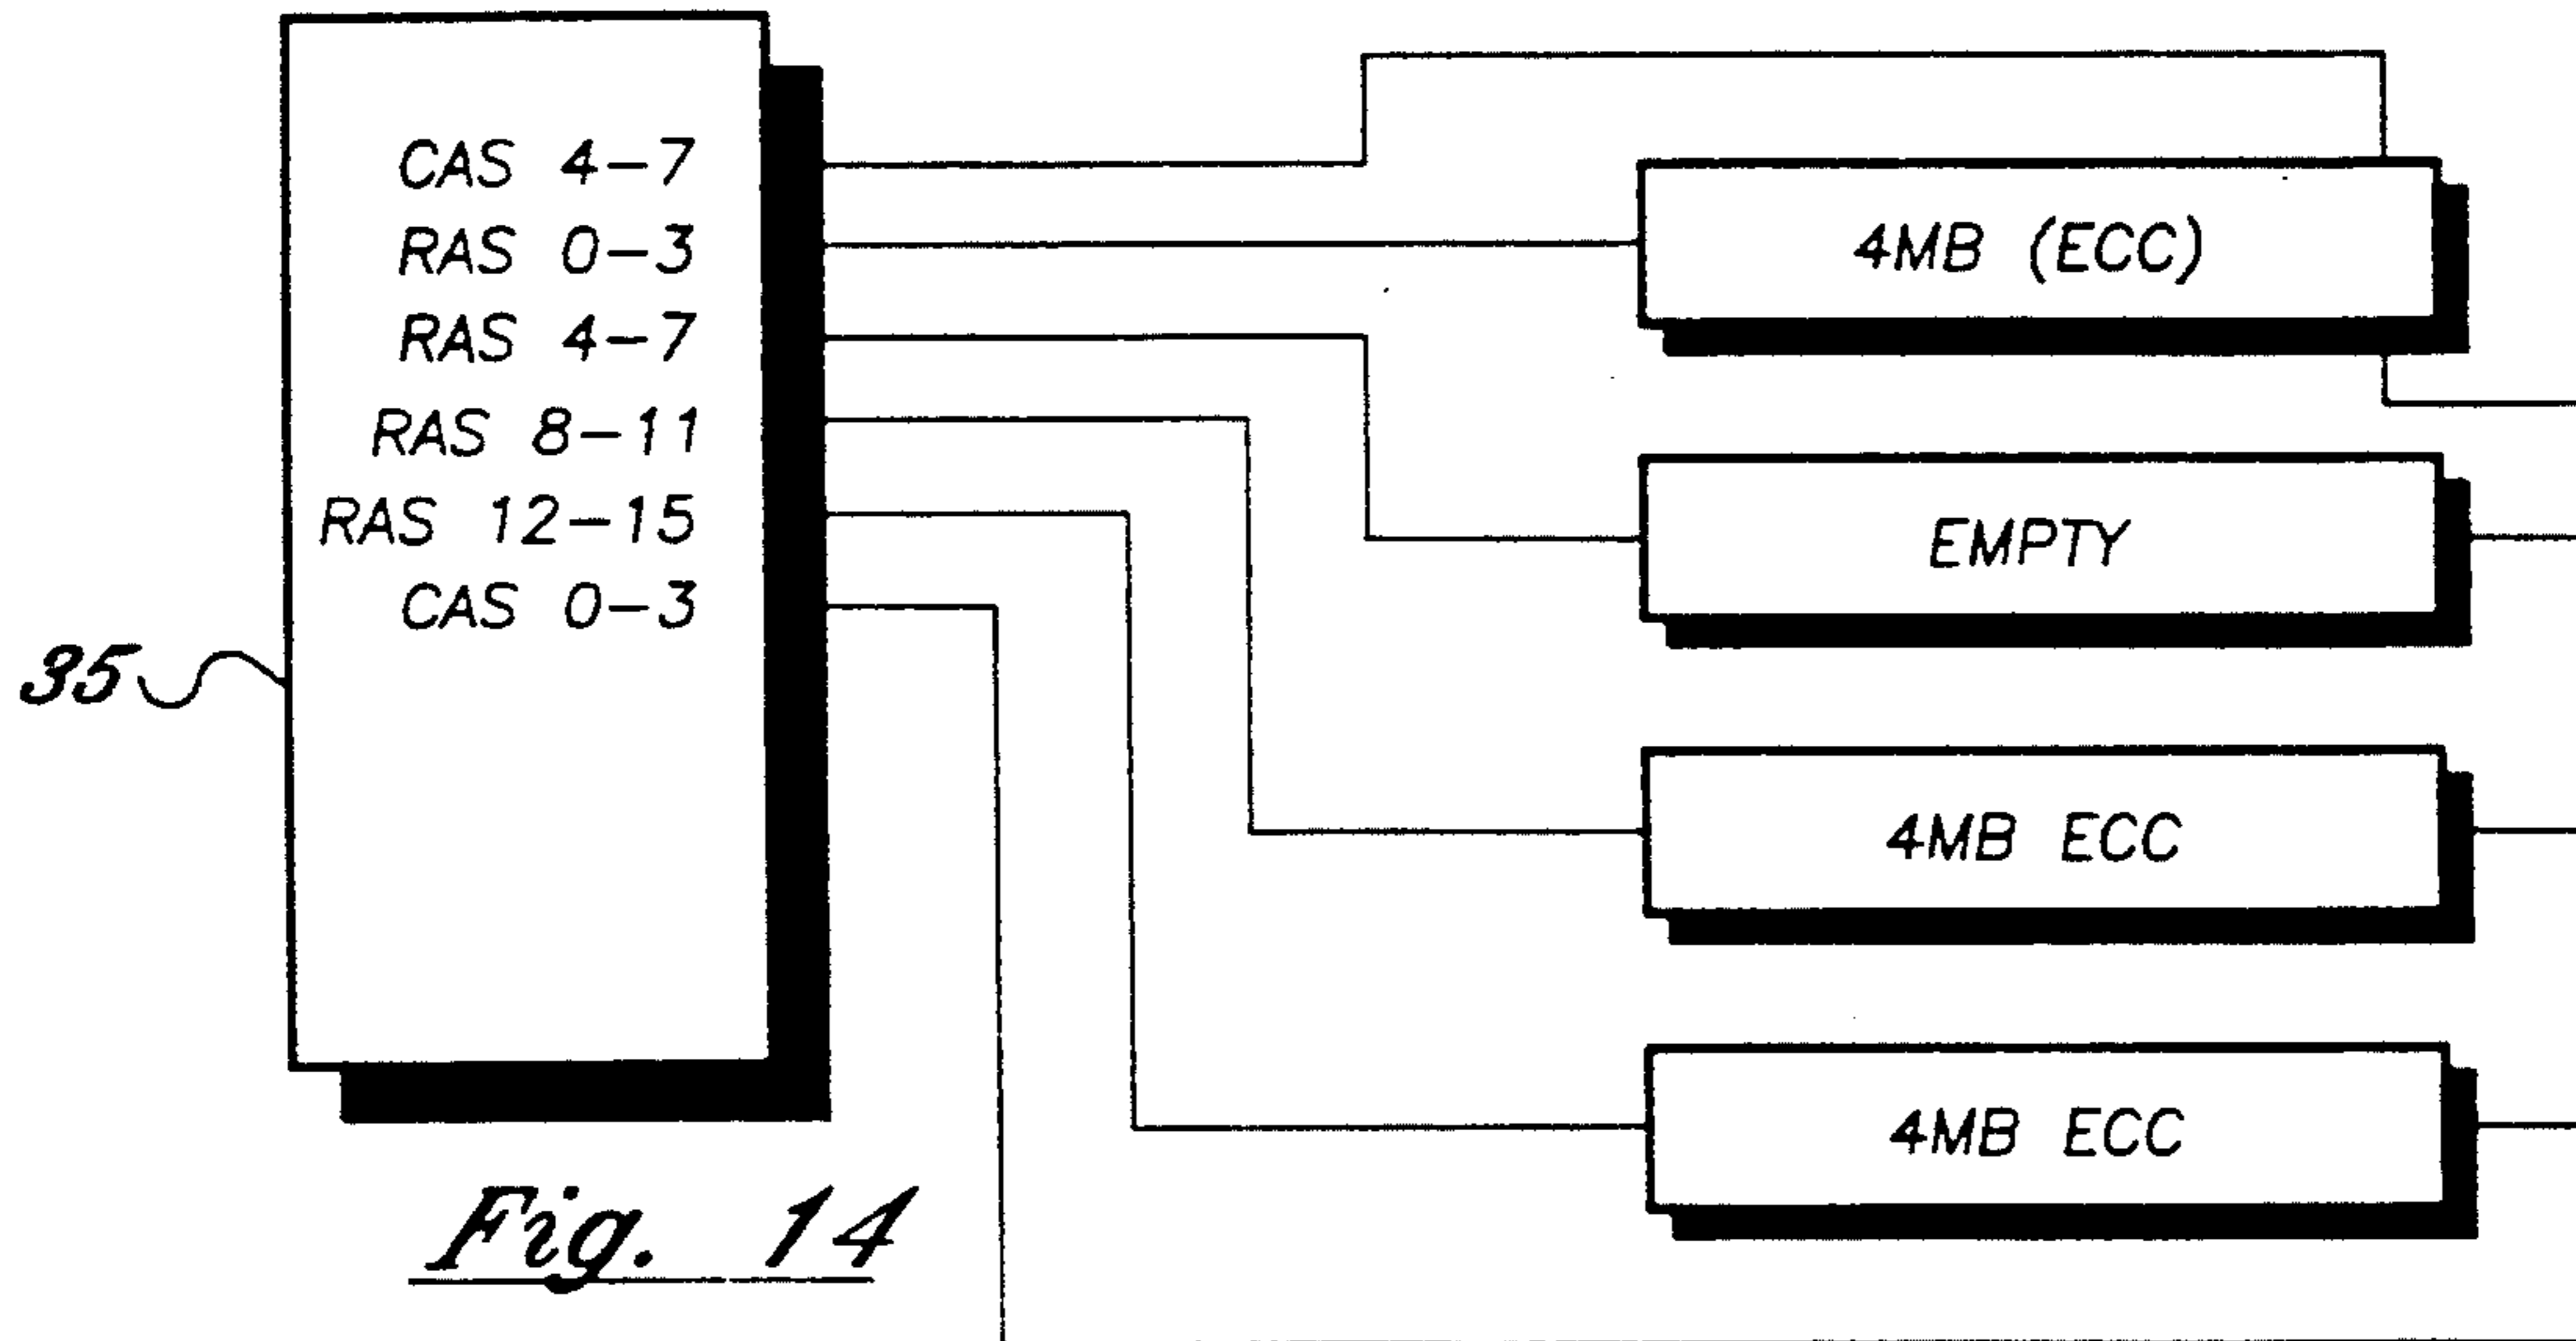 CAS 4-7
RAS 0-3
RAS 4-7
RAS 8-11
RAS 12-15
CAS 0-3
35
4MB (ECC)
EMPTY
4MB ECC
4MB ECC
Fig. 14